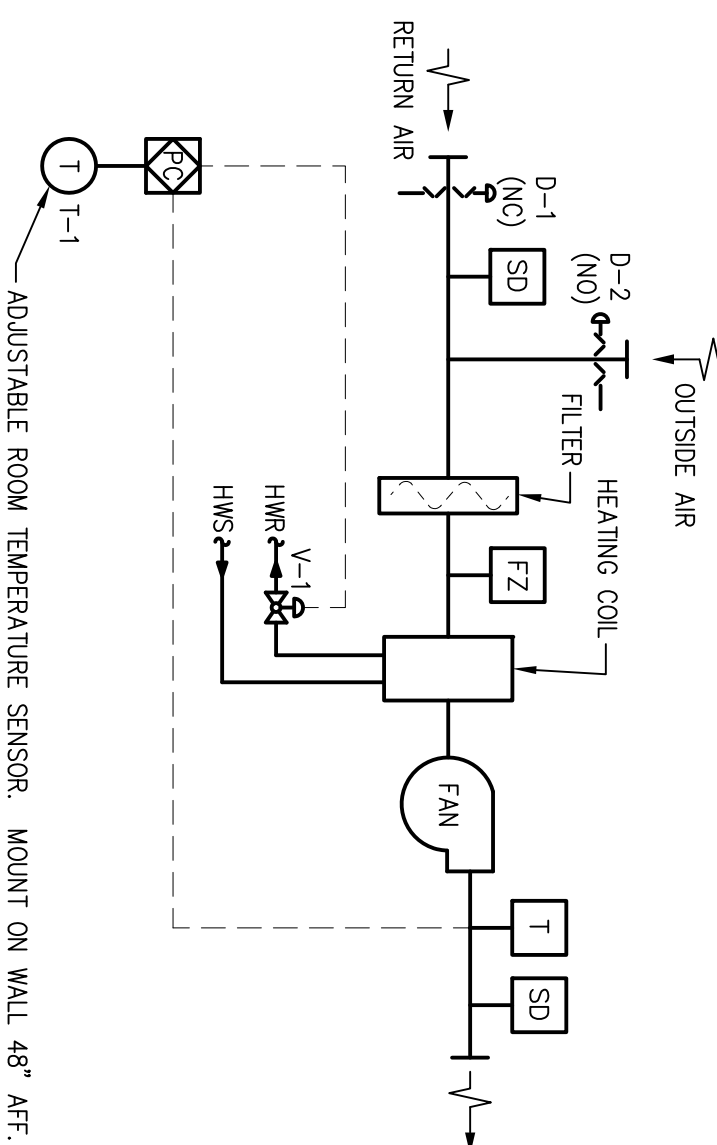 RETURN AIR
D-1
(NC)
SD
D-2
(NO)
OUTSIDE AIR
FILTER
FZ
HEATING COIL
HWS
HWR
V-1
FAN
T
SD
PC
T
T-1
ADJUSTABLE ROOM TEMPERATURE SENSOR. MOUNT ON WALL 48" AFF.